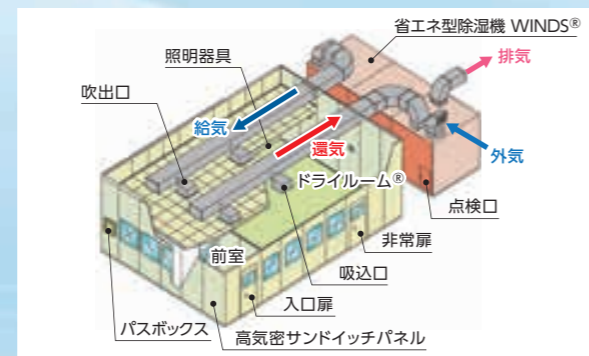 省エネ型除湿機 WINDS®
排気
照明器具
吹出口
給気
還気
外気
ドライルーム®
点検口
非常扉
前室
吸込口
入口扉
パスボックス
高気密サンドイッチパネル